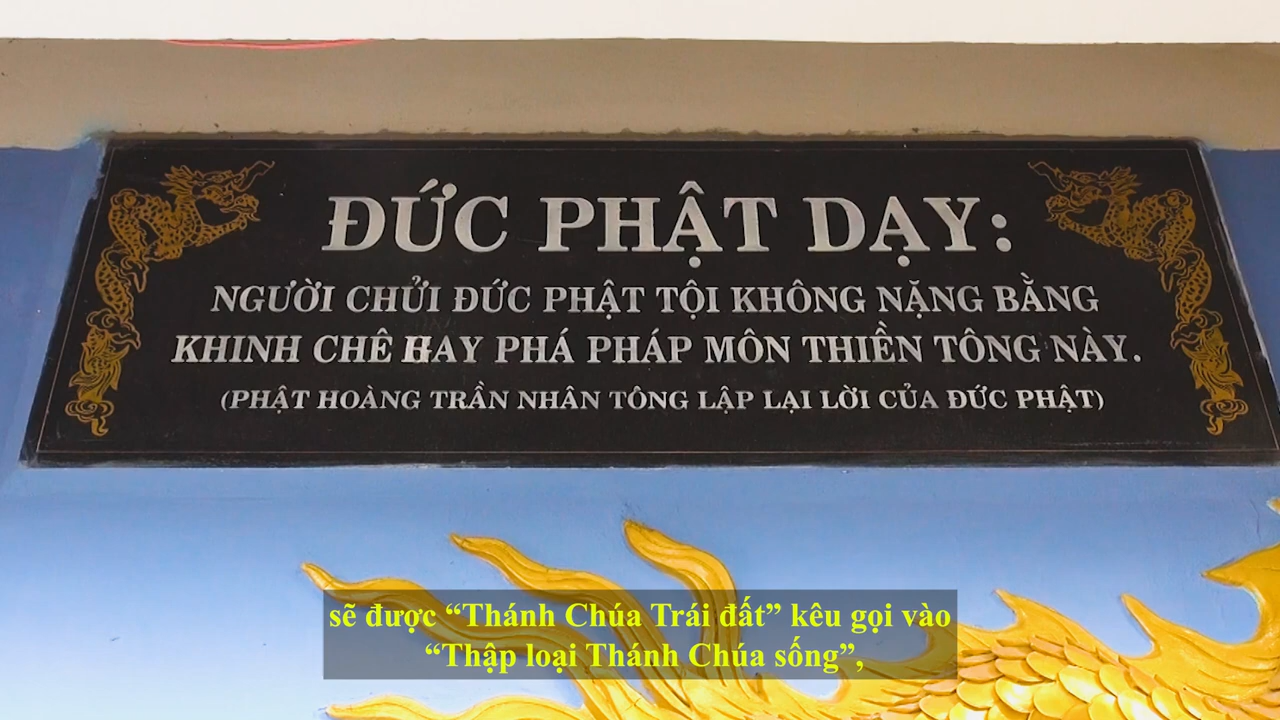 ĐỨC PHẬT DẠY:
NGƯỜI CHỬI ĐỨC PHẬT TỘI KHÔNG NẶNG BẰNG
KHINH CHÊ HAY PHÁ PHÁP MÔN THIỀN TÔNG NÀY.
(PHẬT HOÀNG TRẦN NHÂN TÔNG LẬP LẠI LỜI CỦA ĐỨC PHẬT)
sẽ được “Thánh Chúa Trái đất” kêu gọi vào
“Thập loại Thánh Chúa sống”,